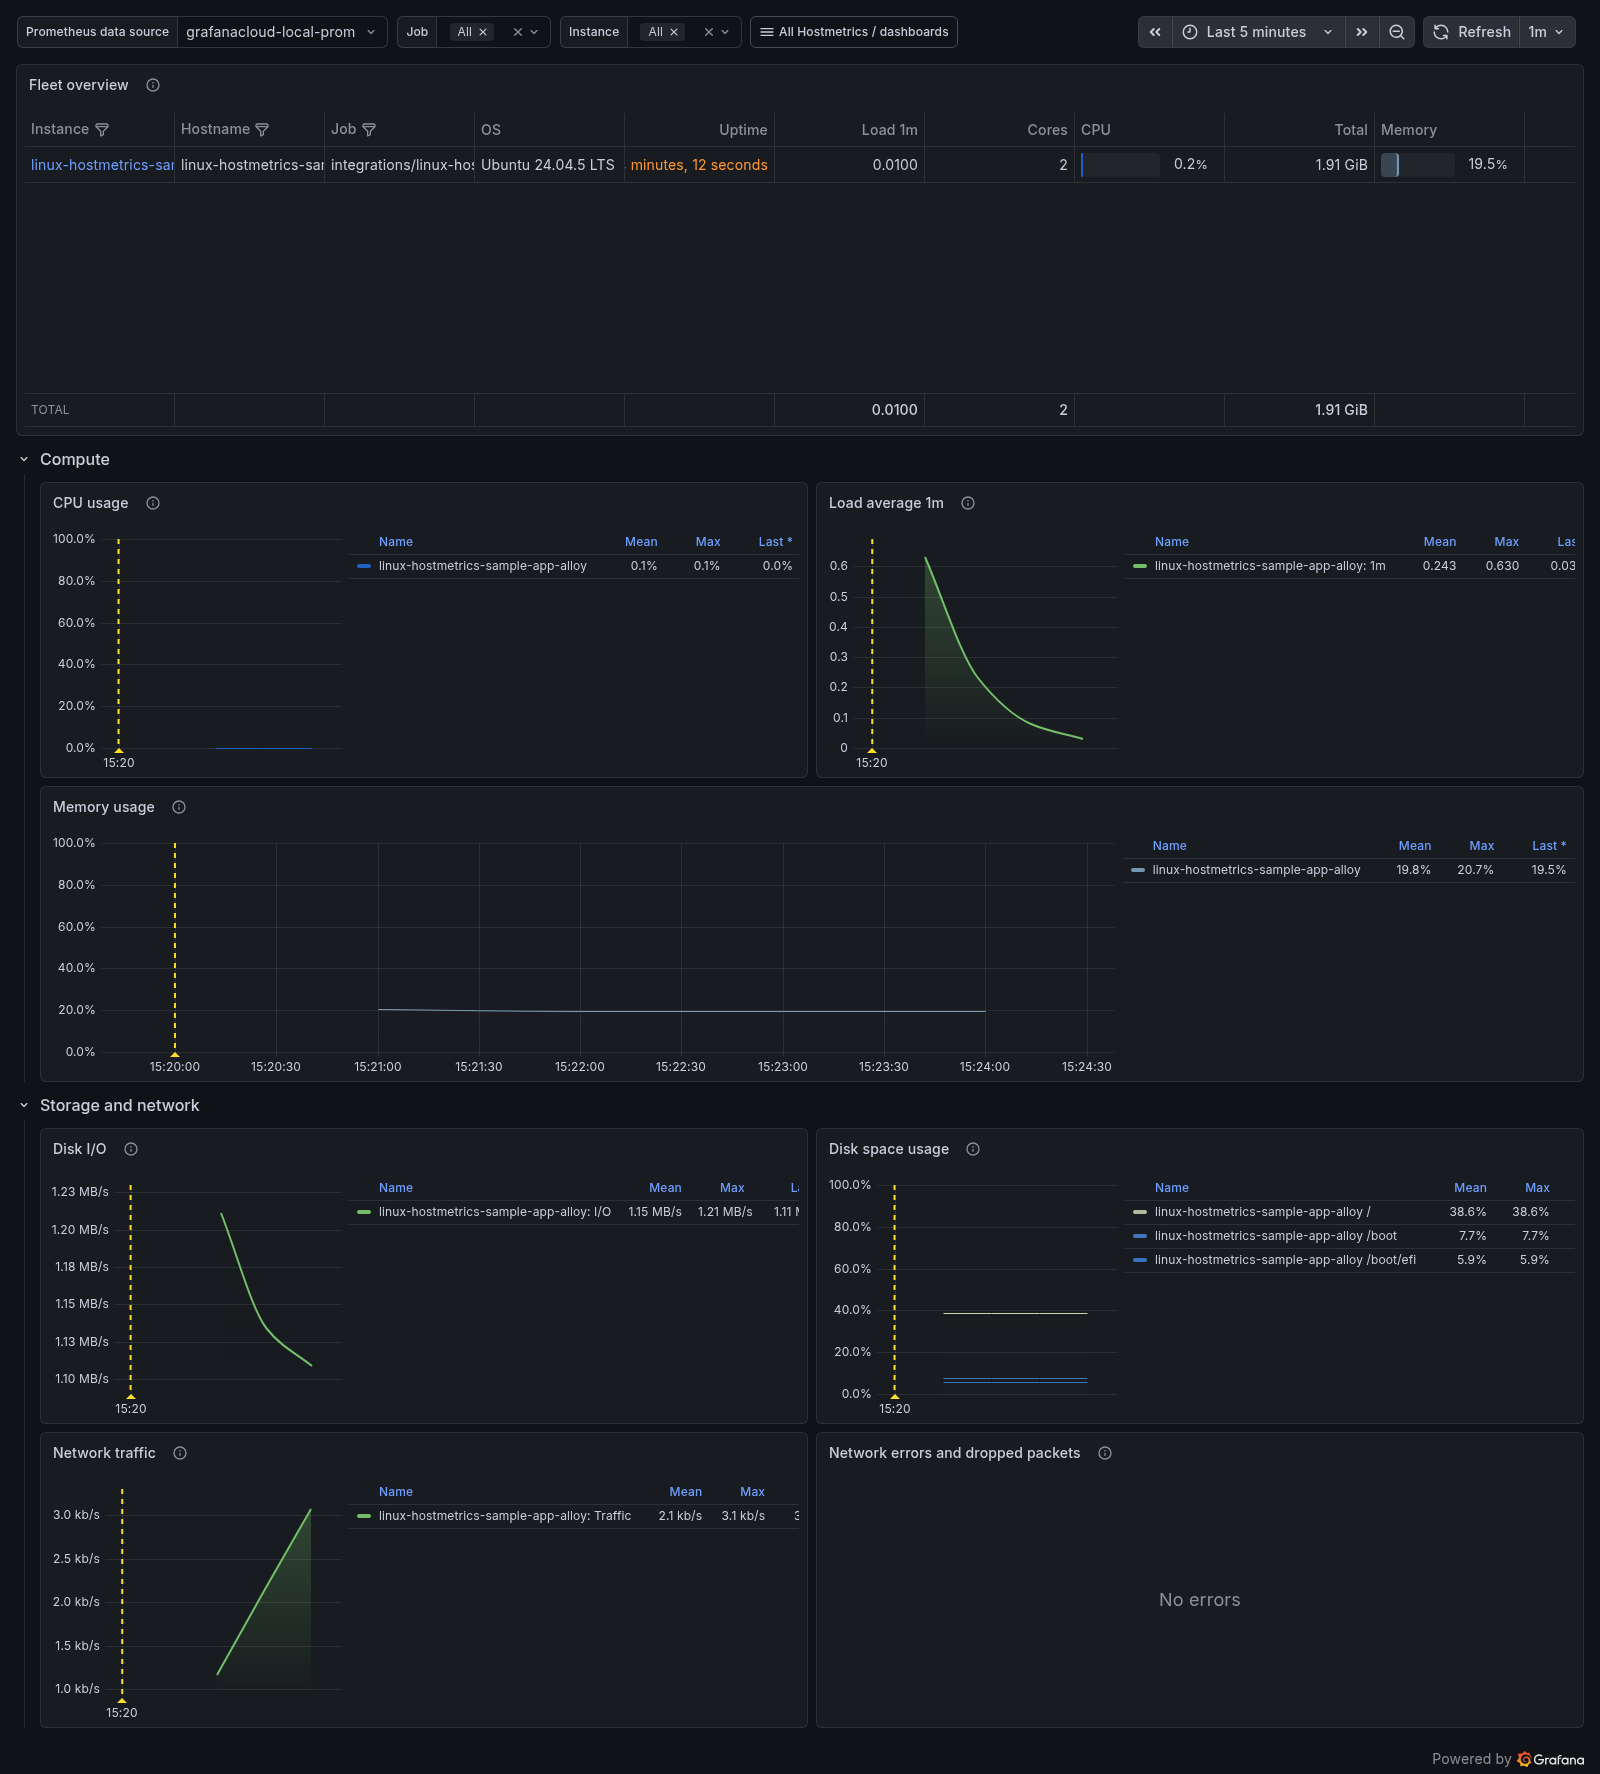 Prometheus data source grafanacloud-local-prom Job All Instance All All Hostmetrics / dashboards Last 5 minutes Refresh 1m
Fleet overview
Instance Hostname Job OS Uptime Load 1m Cores CPU Total Memory
linux-hostmetrics-sar linux-hostmetrics-sar integrations/linux-hos Ubuntu 24.04.5 LTS minutes, 12 seconds 0.0100 2 0.2% 1.91 GiB 19.5%
TOTAL 0.0100 2 1.91 GiB
Compute
CPU usage
100.0%
80.0%
60.0%
40.0%
20.0%
0.0%
15:20
Name Mean Max Last *
linux-hostmetrics-sample-app-alloy 0.1% 0.1% 0.0%
Load average 1m
0.6
0.5
0.4
0.3
0.2
0.1
0
15:20
Name Mean Max Las
linux-hostmetrics-sample-app-alloy: 1m 0.243 0.630 0.03
Memory usage
100.0%
80.0%
60.0%
40.0%
20.0%
0.0%
15:20:00 15:20:30 15:21:00 15:21:30 15:22:00 15:22:30 15:23:00 15:23:30 15:24:00 15:24:30
Name Mean Max Last *
linux-hostmetrics-sample-app-alloy 19.8% 20.7% 19.5%
Storage and network
Disk I/O
1.23 MB/s
1.20 MB/s
1.18 MB/s
1.15 MB/s
1.13 MB/s
1.10 MB/s
15:20
Name Mean Max
linux-hostmetrics-sample-app-alloy: I/O 1.15 MB/s 1.21 MB/s 1.11
Disk space usage
100.0%
80.0%
60.0%
40.0%
20.0%
0.0%
15:20
Name Mean Max
linux-hostmetrics-sample-app-alloy / 38.6% 38.6%
linux-hostmetrics-sample-app-alloy /boot 7.7% 7.7%
linux-hostmetrics-sample-app-alloy /boot/efi 5.9% 5.9%
Network traffic
3.0 kb/s
2.5 kb/s
2.0 kb/s
1.5 kb/s
1.0 kb/s
15:20
Name Mean Max
linux-hostmetrics-sample-app-alloy: Traffic 2.1 kb/s 3.1 kb/s
Network errors and dropped packets
No errors
Powered by Grafana